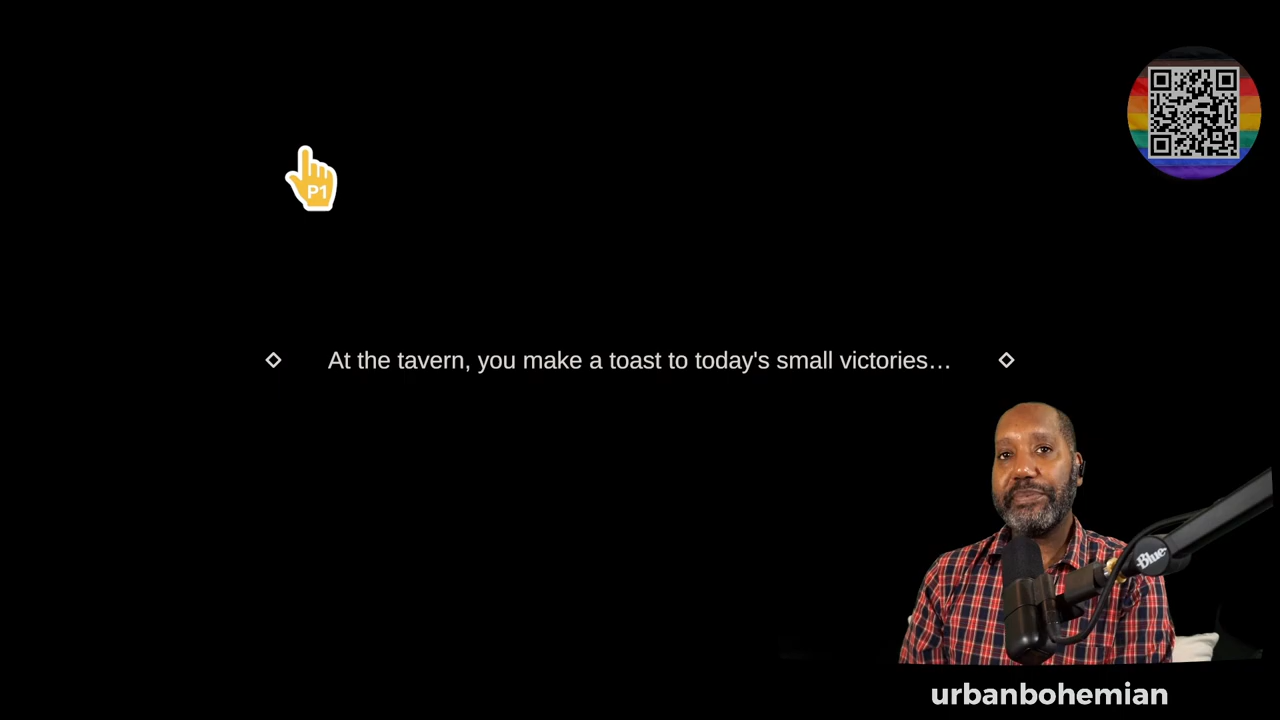 P1
At the tavern, you make a toast to today's small victories…
Blue
urbanbohemian